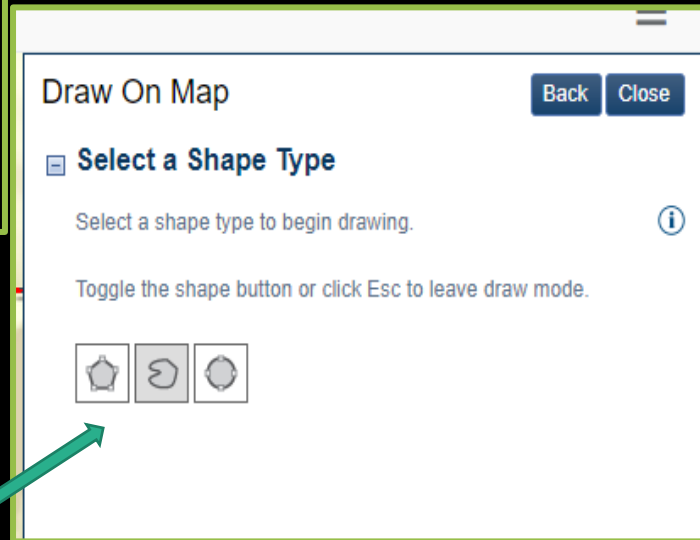 Draw On Map
Back Close
Select a Shape Type
Select a shape type to begin drawing.
Toggle the shape button or click Esc to leave draw mode.